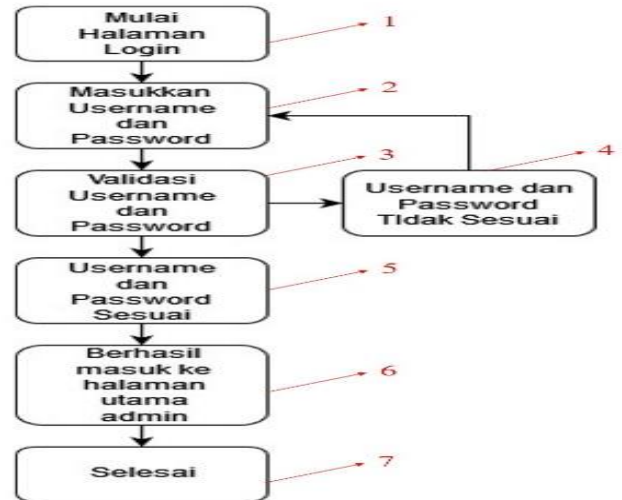 Mulai
Halaman
Login
1
Masukkan
Username
dan
Password
2
Validasi
Username
dan
Password
3
Username dan
Password
TIdak Sesuai
4
Username
dan
Password
Sesuai
5
Berhasil
masuk ke
halaman
utama
admin
6
Selesai
7